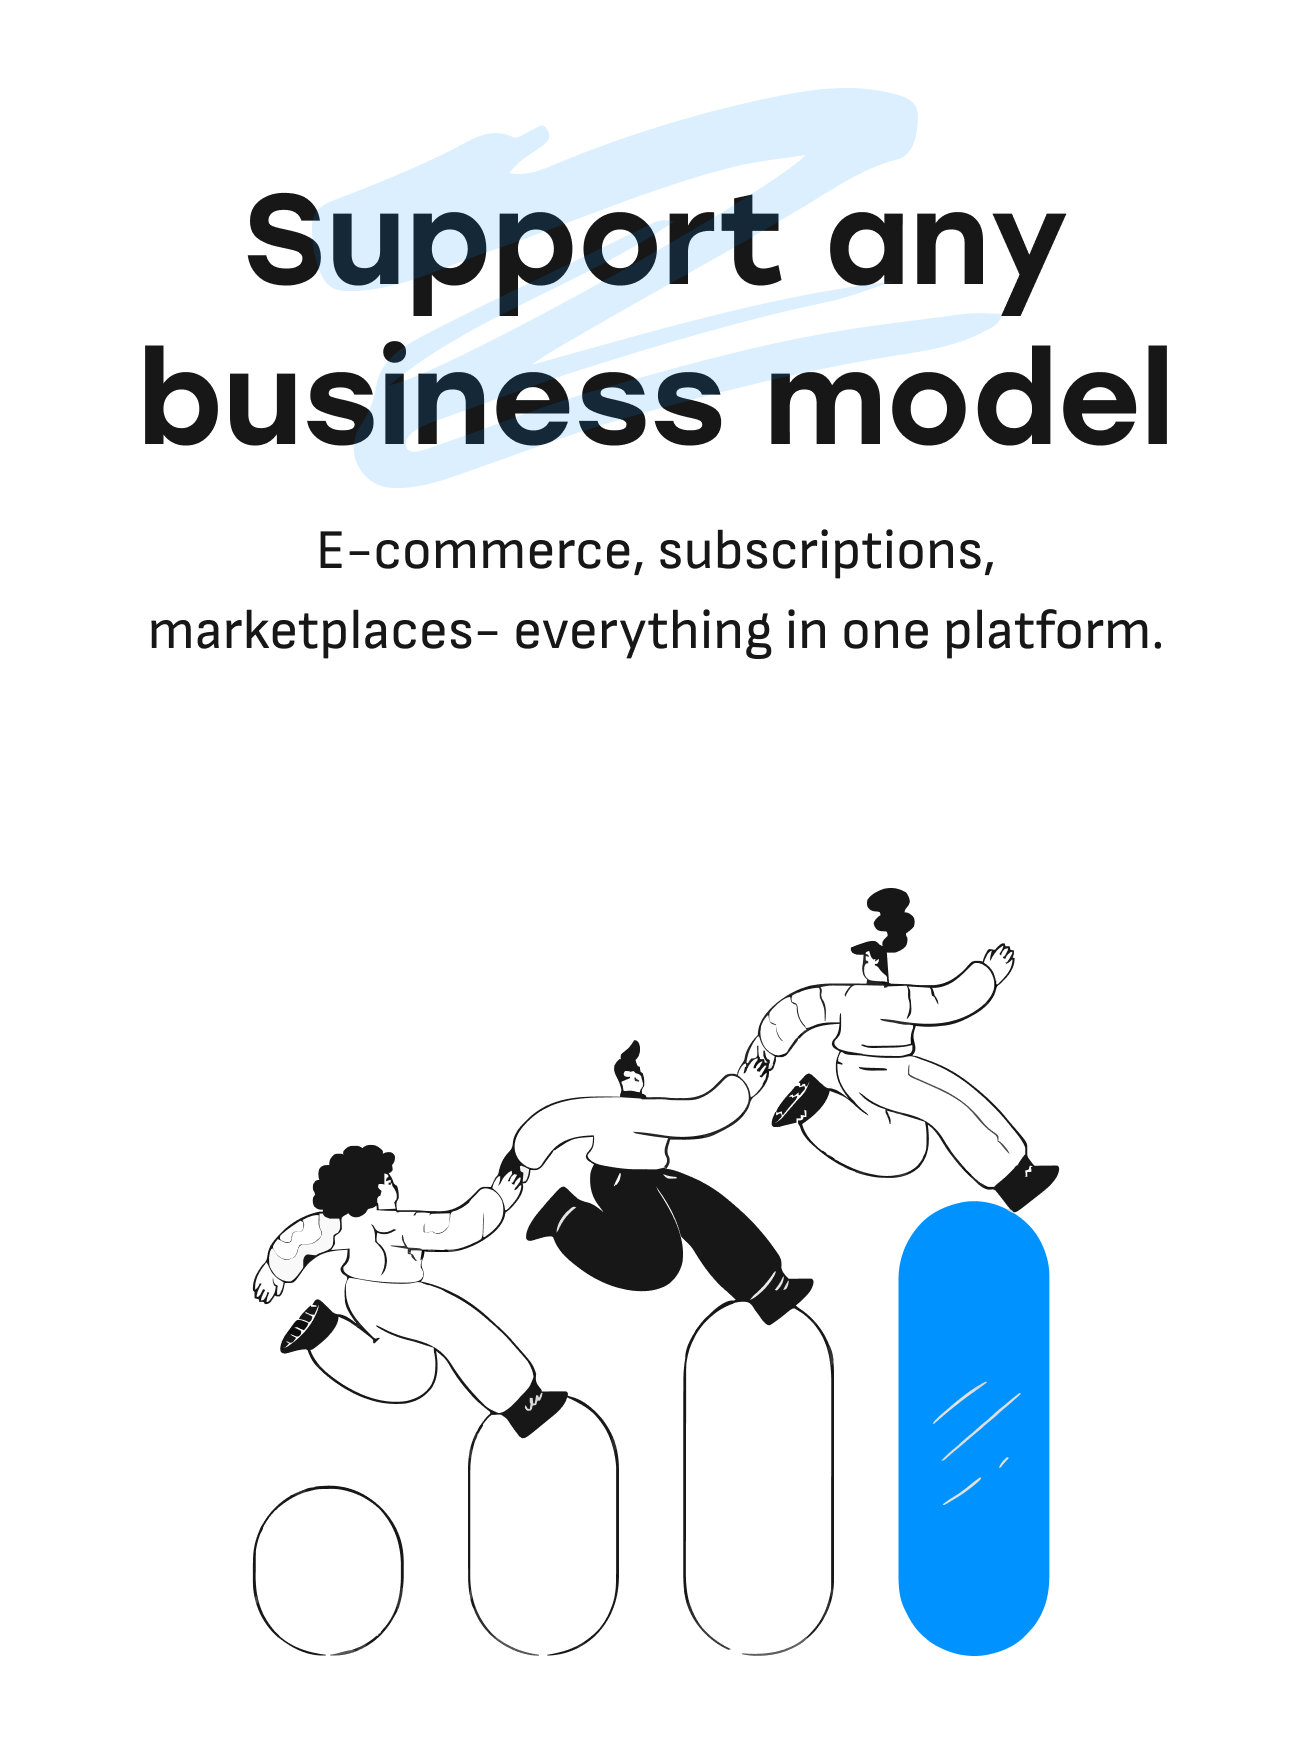 Support any
business model
E-commerce, subscriptions,
marketplaces- everything in one platform.